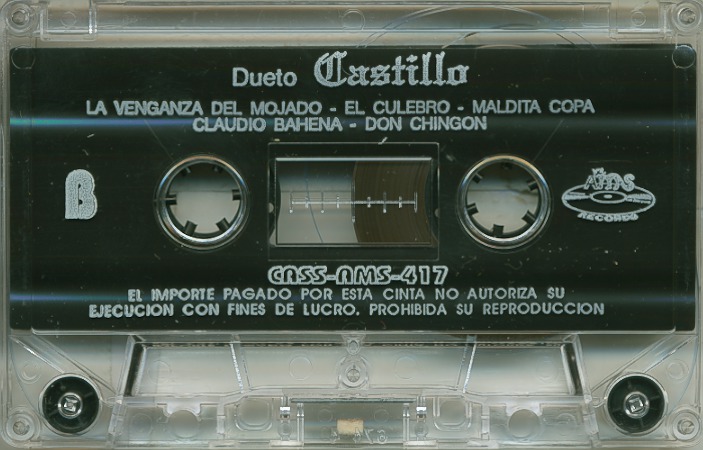 Dueto Castillo
LA VENGANZA DEL MOJADO - EL CULEBRO - MALDITA COPA
CLAUDIO BAHENA - DON CHINGON
B
AMS
RECORDS
CASS-AMS-417
EL IMPORTE PAGADO POR ESTA CINTA NO AUTORIZA SU
EJECUCION CON FINES DE LUCRO. PROHIBIDA SU REPRODUCCION